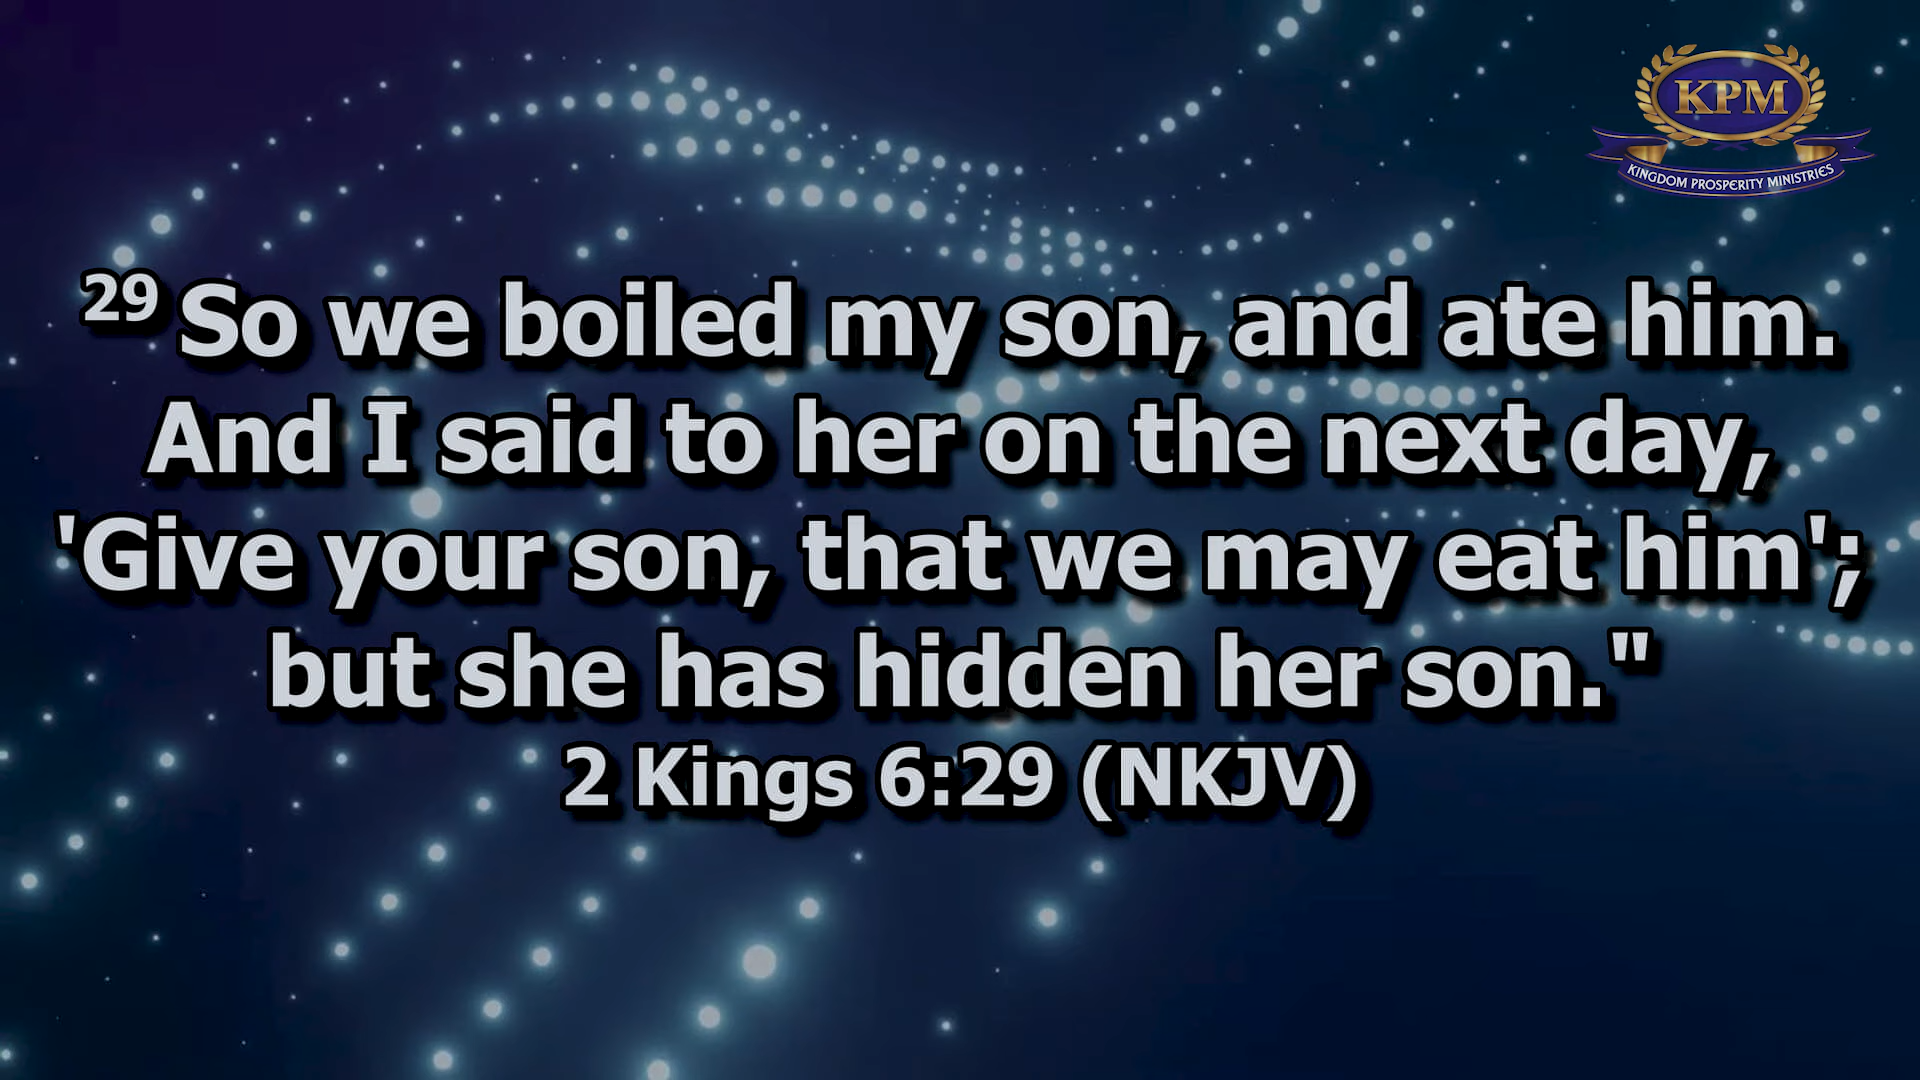 KPM
KINGDOM PROSPERITY MINISTRIES
29 So we boiled my son, and ate him.
And I said to her on the next day,
'Give your son, that we may eat him';
but she has hidden her son."
2 Kings 6:29 (NKJV)